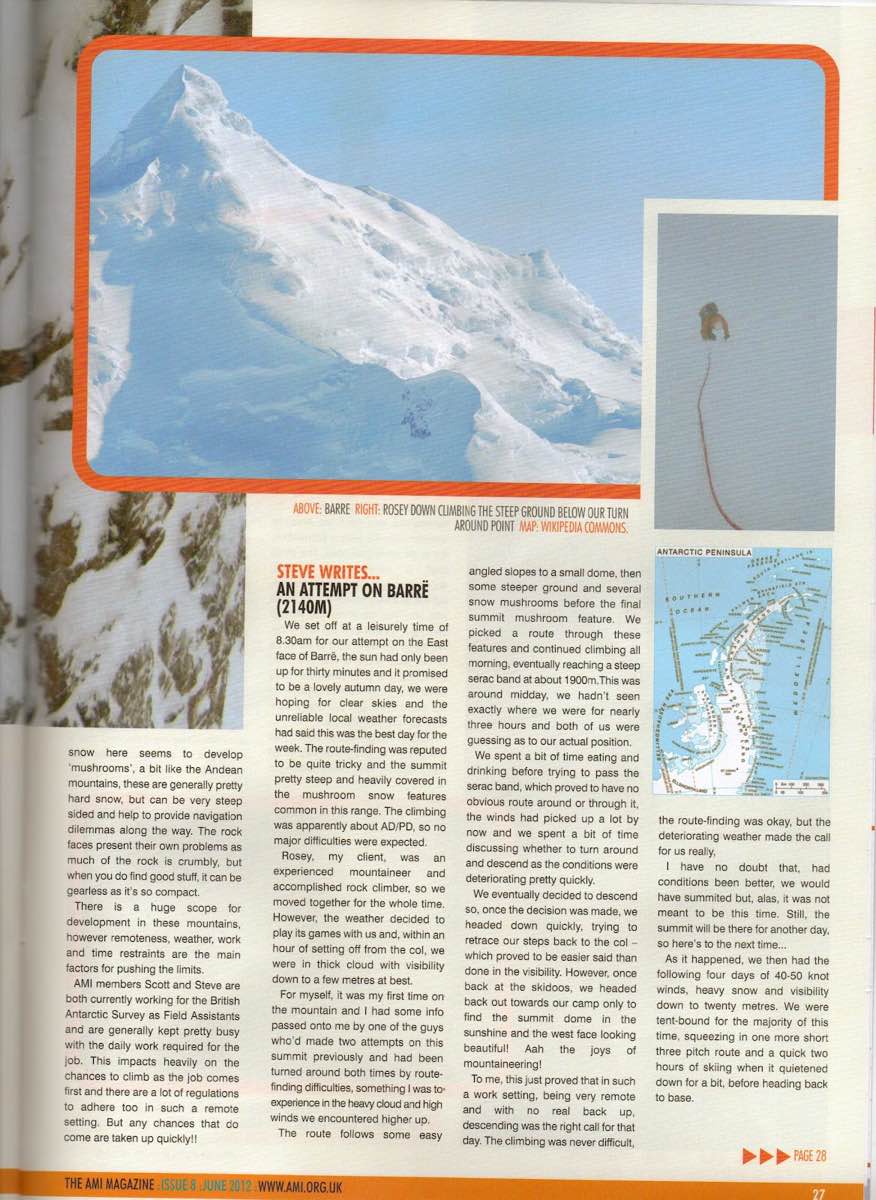 ABOVE: BARRE RIGHT: ROSEY DOWN CLIMBING THE STEEP GROUND BELOW OUR TURN
AROUND POINT MAP: WIKIPEDIA COMMONS.
snow here seems to develop
'mushrooms', a bit like the Andean
mountains, these are generally pretty
hard snow, but can be very steep
sided and help to provide navigation
dilemmas along the way. The rock
faces present their own problems as
much of the rock is crumbly, but
when you do find good stuff, it can be
gearless as it's so compact.
There is a huge scope for
development in these mountains,
however remoteness, weather, work
and time restraints are the main
factors for pushing the limits.
AMI members Scott and Steve are
both currently working for the British
Antarctic Survey as Field Assistants
and are generally kept pretty busy
with the daily work required for the
job. This impacts heavily on the
chances to climb as the job comes
first and there are a lot of regulations
to adhere too in such a remote
setting. But any chances that do
come are taken up quickly!!
STEVE WRITES...
AN ATTEMPT ON BARRË
(2140M)
We set off at a leisurely time of
8.30am for our attempt on the East
face of Barrë, the sun had only been
up for thirty minutes and it promised
to be a lovely autumn day, we were
hoping for clear skies and the
unreliable local weather forecasts
had said this was the best day for the
week. The route-finding was reputed
to be quite tricky and the summit
pretty steep and heavily covered in
the mushroom snow features
common in this range. The climbing
was apparently about AD/PD, so no
major difficulties were expected.
Rosey, my client, was an
experienced mountaineer and
accomplished rock climber, so we
moved together for the whole time.
However, the weather decided to
play its games with us and, within an
hour of setting off from the col, we
were in thick cloud with visibility
down to a few metres at best.
For myself, it was my first time on
the mountain and I had some info
passed onto me by one of the guys
who'd made two attempts on this
summit previously and had been
turned around both times by route-
finding difficulties, something I was to
experience in the heavy cloud and high
winds we encountered higher up.
The route follows some easy
angled slopes to a small dome, then
some steeper ground and several
snow mushrooms before the final
summit mushroom feature. We
picked a route through these
features and continued climbing all
morning, eventually reaching a steep
serac band at about 1900m.This was
around midday, we hadn't seen
exactly where we were for nearly
three hours and both of us were
guessing as to our actual position.
We spent a bit of time eating and
drinking before trying to pass the
serac band, which proved to have no
obvious route around or through it,
the winds had picked up a lot by
now and we spent a bit of time
discussing whether to turn around
and descend as the conditions were
deteriorating pretty quickly.
We eventually decided to descend
so, once the decision was made, we
headed down quickly, trying to
retrace our steps back to the col –
which proved to be easier said than
done in the visibility. However, once
back at the skidoos, we headed
back out towards our camp only to
find the summit dome in the
sunshine and the west face looking
beautiful! Aah the joys of
mountaineering!
To me, this just proved that in such
a work setting, being very remote
and with no real back up,
descending was the right call for that
day. The climbing was never difficult,
ANTARCTIC PENINSULA
SOUTHERN
OCEAN
WEDDELL SEA
BELLINGSHAUSEN SEA
the route-finding was okay, but the
deteriorating weather made the call
for us really,
I have no doubt that, had
conditions been better, we would
have summited but, alas, it was not
meant to be this time. Still, the
summit will be there for another day,
so here's to the next time...
As it happened, we then had the
following four days of 40-50 knot
winds, heavy snow and visibility
down to twenty metres. We were
tent-bound for the majority of this
time, squeezing in one more short
three pitch route and a quick two
hours of skiing when it quietened
down for a bit, before heading back
to base.
PAGE 28
THE AMI MAGAZINE : ISSUE 8 : JUNE 2012 : WWW.AMI.ORG.UK
27